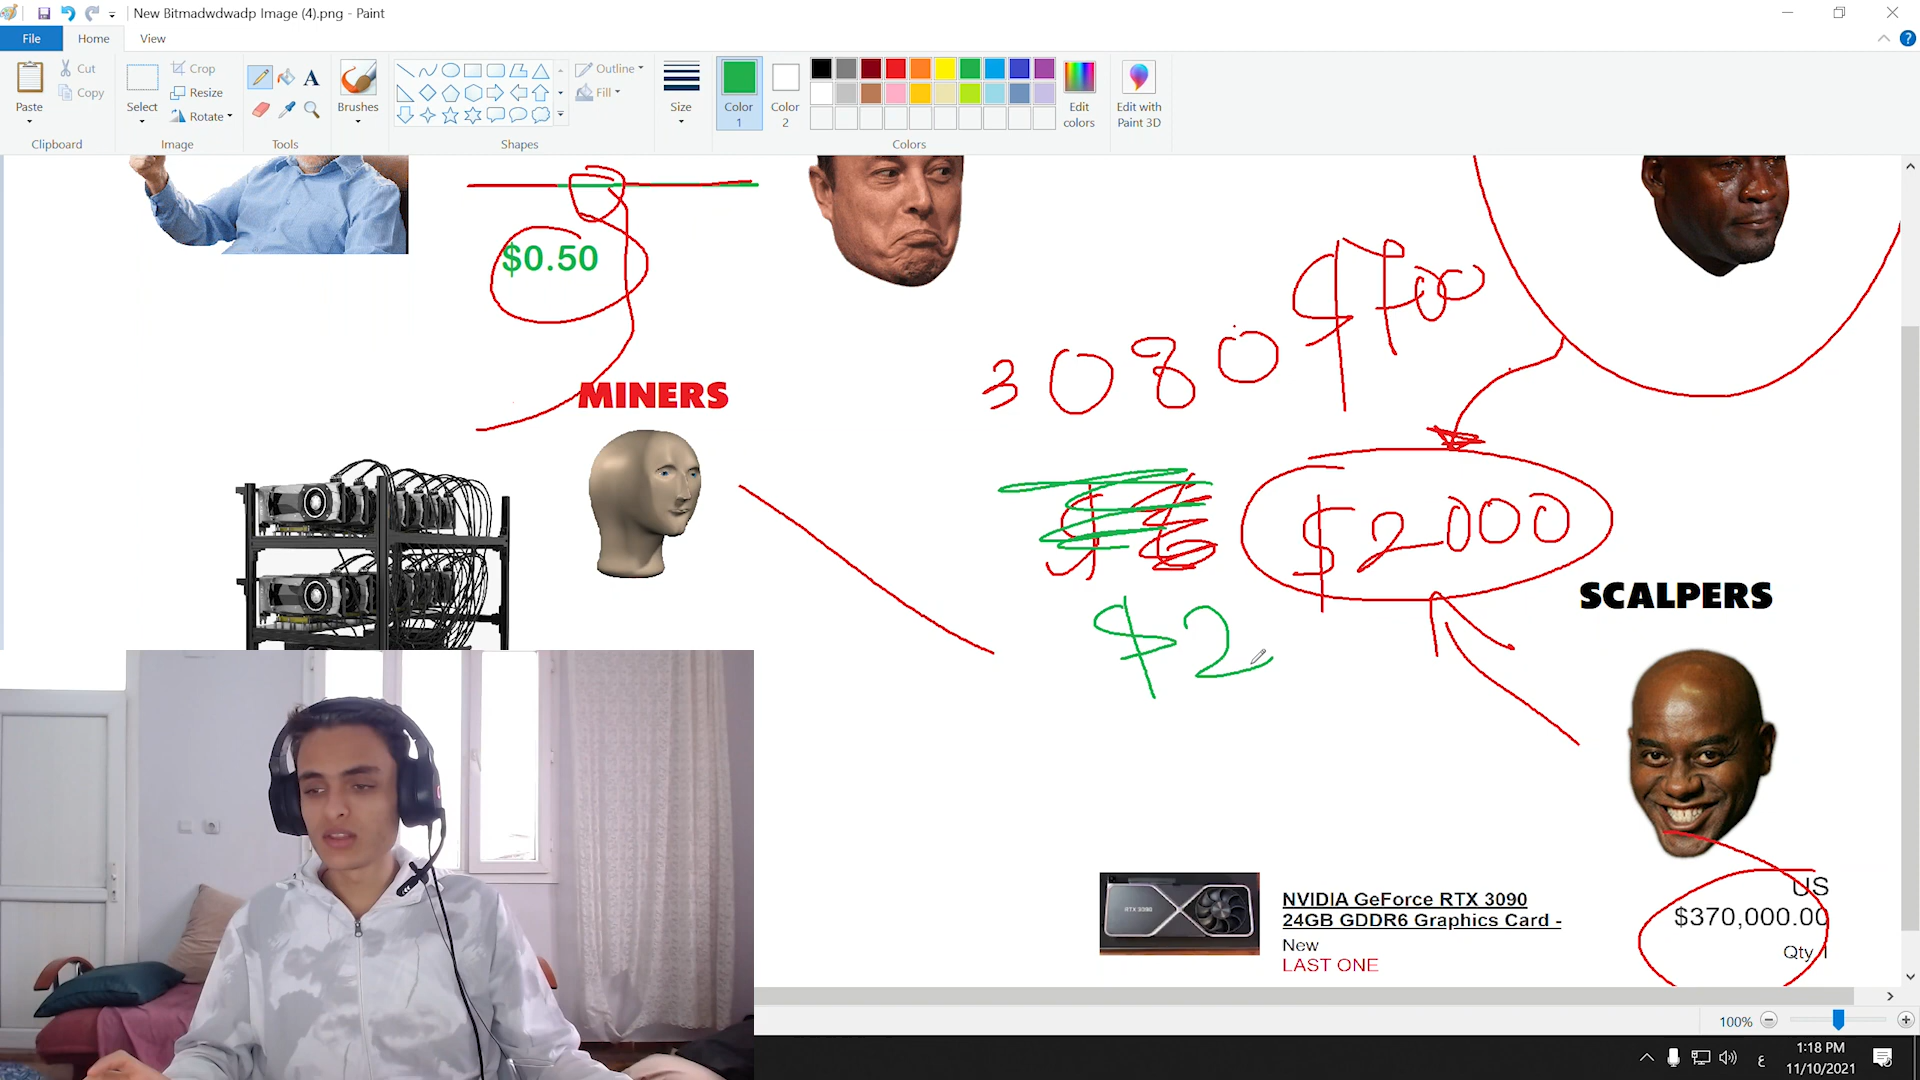 New Bitmadwdwadp Image (4).png - Paint
File
Home
View
Paste
Cut
Copy
Clipboard
Select
Crop
Resize
Rotate
Image
Tools
Brushes
Shapes
Outline
Fill
Size
Color
1
Color
2
Edit
colors
Colors
Edit with
Paint 3D
$0.50
$700
3080
MINERS
$2000
SCALPERS
$2
RTX 3090
NVIDIA GeForce RTX 3090
24GB GDDR6 Graphics Card -
New
LAST ONE
US
$370,000.00
Qty 1
100%
ع
1:18 PM
11/10/2021